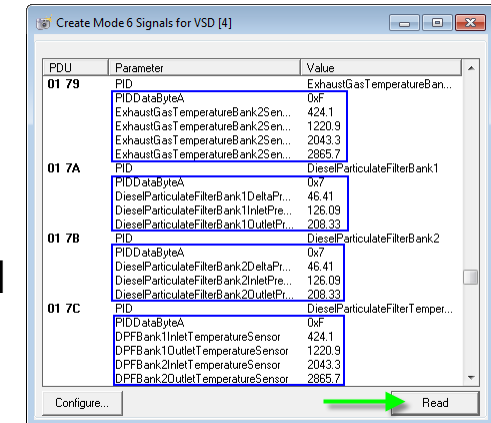 Create Mode 6 Signals for VSD [4]
PDU Parameter Value
01 79 PID ExhaustGasTemperatureBan...
PIDDataByteA 0xF
ExhaustGasTemperatureBank2Sen... 424.1
ExhaustGasTemperatureBank2Sen... 1220.9
ExhaustGasTemperatureBank2Sen... 2043.3
ExhaustGasTemperatureBank2Sen... 2865.7
01 7A PID DieselParticulateFilterBank1
PIDDataByteA 0x7
DieselParticulateFilterBank1DeltaPr... 46.41
DieselParticulateFilterBank1InletPre... 126.09
DieselParticulateFilterBank1OutletPr... 208.33
01 7B PID DieselParticulateFilterBank2
PIDDataByteA 0x7
DieselParticulateFilterBank2DeltaPr... 46.41
DieselParticulateFilterBank2InletPre... 126.09
DieselParticulateFilterBank2OutletPr... 208.33
01 7C PID DieselParticulateFilterTemper...
PIDDataByteA 0xF
DPFBank1InletTemperatureSensor 424.1
DPFBank1OutletTemperatureSensor 1220.9
DPFBank2InletTemperatureSensor 2043.3
DPFBank2OutletTemperatureSensor 2865.7
Configure... Read